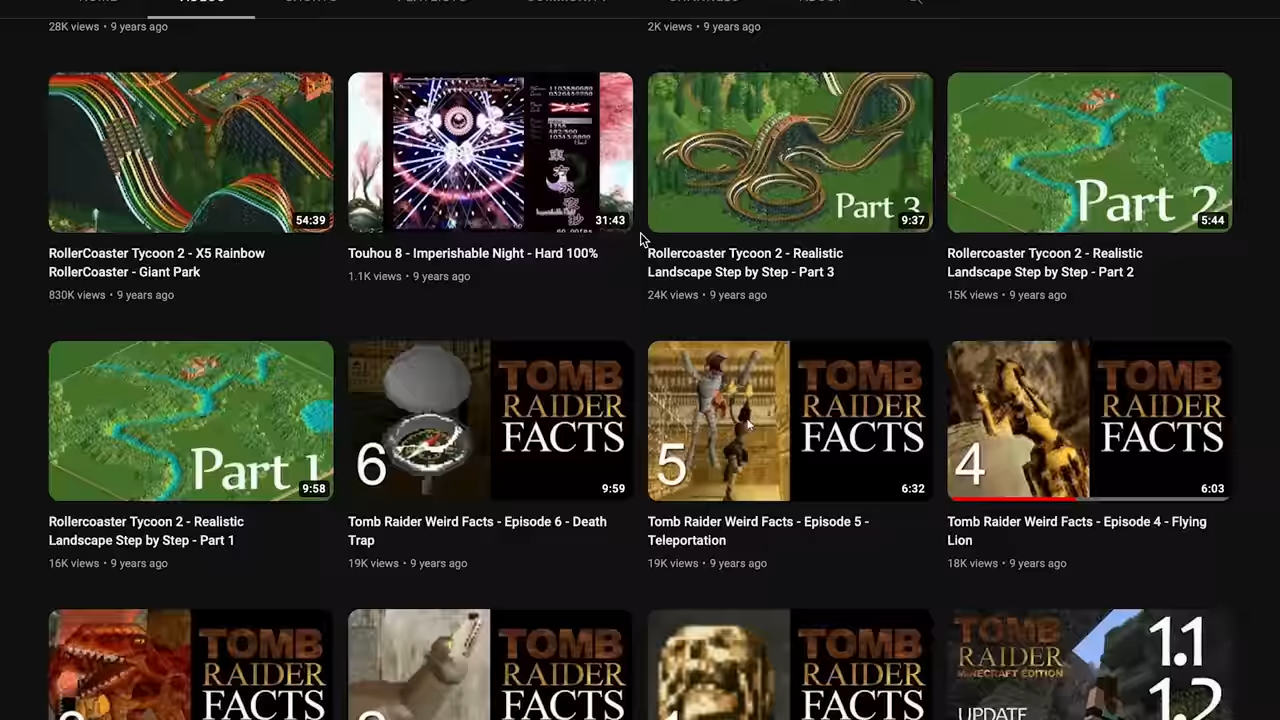 28K views • 9 years ago
2K views • 9 years ago
54:39
31:43
Part 3
9:37
Part 2
5:44
RollerCoaster Tycoon 2 - X5 Rainbow
RollerCoaster - Giant Park
830K views • 9 years ago
Touhou 8 - Imperishable Night - Hard 100%
1.1K views • 9 years ago
Rollercoaster Tycoon 2 - Realistic
Landscape Step by Step - Part 3
24K views • 9 years ago
Rollercoaster Tycoon 2 - Realistic
Landscape Step by Step - Part 2
15K views • 9 years ago
Part 1
9:58
6
TOMB
RAIDER
FACTS
9:59
5
TOMB
RAIDER
FACTS
6:32
4
TOMB
RAIDER
FACTS
6:03
Rollercoaster Tycoon 2 - Realistic
Landscape Step by Step - Part 1
16K views • 9 years ago
Tomb Raider Weird Facts - Episode 6 - Death
Trap
19K views • 9 years ago
Tomb Raider Weird Facts - Episode 5 -
Teleportation
19K views • 9 years ago
Tomb Raider Weird Facts - Episode 4 - Flying
Lion
18K views • 9 years ago
TOMB
RAIDER
FACTS
TOMB
RAIDER
FACTS
TOMB
RAIDER
FACTS
TOMB
RAIDER
MINECRAFT EDITION
UPDATE
1.1
1.2